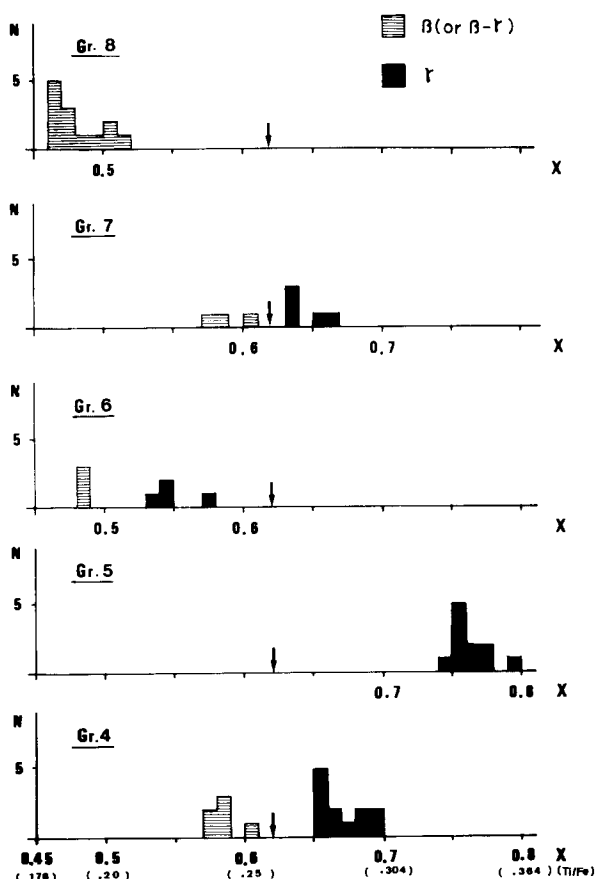 β(or β-γ)
γ
N
Gr. 8
5
0.5 X
N
Gr. 7
5
0.6 0.7 X
N
Gr. 6
5
0.5 0.6 X
N
Gr. 5
5
0.7 0.8 X
N
Gr.4
5
0.45 0.5 0.6 0.7 0.8 X
(.176) (.20) (.25) (.304) (.364) (Ti/Fe)